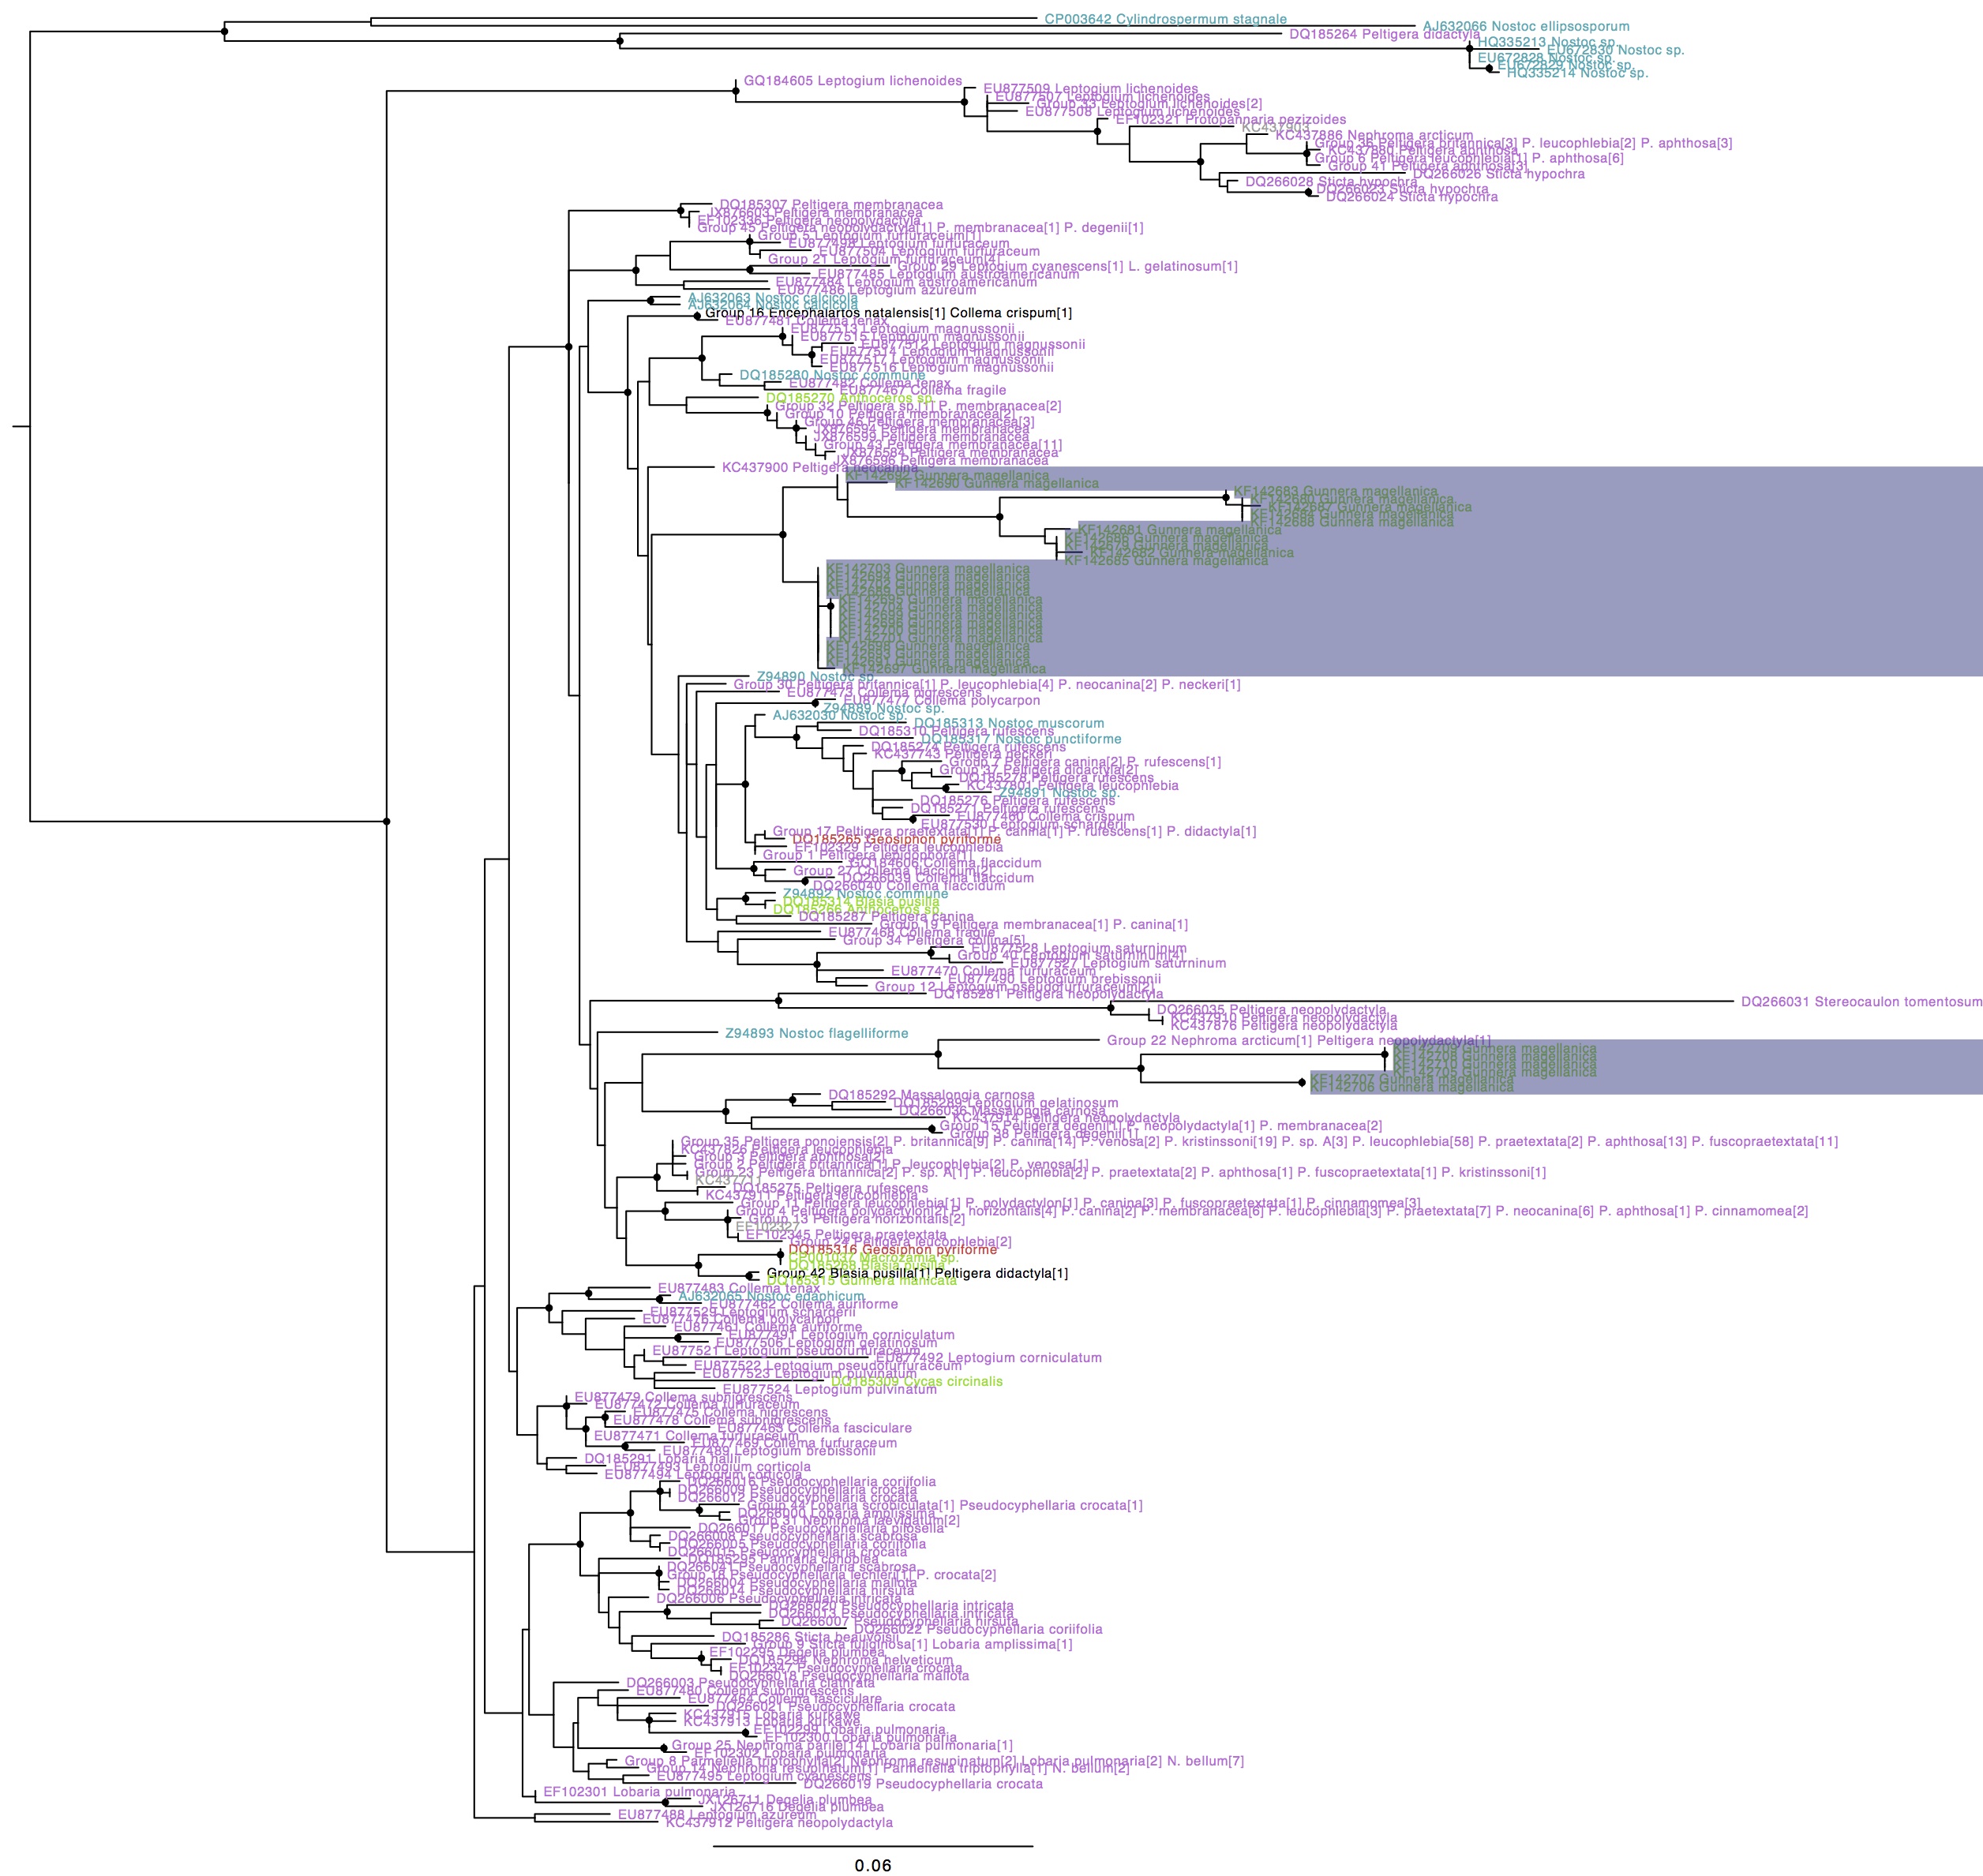 CP003642 Cylindrospermum stagnale
AJ632066 Nostoc ellipsosporum
DQ185264 Peltigera didactyla
HQ335213 Nostoc sp.
EU672830 Nostoc sp.
EU672828 Nostoc sp.
EU672829 Nostoc sp.
HQ335214 Nostoc sp.
GQ184605 Leptogium lichenoides
EU877509 Leptogium lichenoides
EU877507 Leptogium lichenoides
Group 33 Leptogium lichenoides[2]
EU877508 Leptogium lichenoides
EF102321 Protopannaria pezizoides
KC437903
KC437886 Nephroma arcticum
Group 36 Peltigera britannica[3] P. leucophlebia[2] P. aphthosa[3]
KC437880 Peltigera aphthosa
Group 6 Peltigera leucophlebia[1] P. aphthosa[6]
Group 41 Peltigera aphthosa[3]
DQ266026 Sticta hypochra
DQ266028 Sticta hypochra
DQ266023 Sticta hypochra
DQ266024 Sticta hypochra
DQ185307 Peltigera membranacea
JX876603 Peltigera membranacea
EF102336 Peltigera neopolydactyla
Group 45 Peltigera neopolydactyla[1] P. membranacea[1] P. degenii[1]
Group 5 Leptogium furfuraceum[1]
EU877498 Leptogium furfuraceum
EU877504 Leptogium furfuraceum
Group 21 Leptogium furfuraceum[4]
Group 29 Leptogium cyanescens[1] L. gelatinosum[1]
EU877485 Leptogium austroamericanum
EU877484 Leptogium austroamericanum
EU877486 Leptogium azureum
AJ632063 Nostoc calcicola
AJ632064 Nostoc calcicola
Group 16 Encephalartos natalensis[1] Collema crispum[1]
EU877481 Collema tenax
EU877513 Leptogium magnussonii
EU877515 Leptogium magnussonii
EU877512 Leptogium magnussonii
EU877514 Leptogium magnussonii
EU877517 Leptogium magnussonii
EU877516 Leptogium magnussonii
DQ185280 Nostoc commune
EU877482 Collema tenax
EU877467 Collema fragile
DQ185270 Anthoceros sp.
Group 32 Peltigera sp.[1] P. membranacea[2]
Group 10 Peltigera membranacea[2]
Group 46 Peltigera membranacea[3]
JX876594 Peltigera membranacea
JX876599 Peltigera membranacea
Group 43 Peltigera membranacea[11]
JX876584 Peltigera membranacea
JX876596 Peltigera membranacea
KC437900 Peltigera neocanina
KF142692 Gunnera magellanica
KF142690 Gunnera magellanica
KF142683 Gunnera magellanica
KF142680 Gunnera magellanica
KF142687 Gunnera magellanica
KF142684 Gunnera magellanica
KF142688 Gunnera magellanica
KF142681 Gunnera magellanica
KF142686 Gunnera magellanica
KF142679 Gunnera magellanica
KF142682 Gunnera magellanica
KF142685 Gunnera magellanica
KF142703 Gunnera magellanica
KF142694 Gunnera magellanica
KF142702 Gunnera magellanica
KF142689 Gunnera magellanica
KF142695 Gunnera magellanica
KF142704 Gunnera magellanica
KF142699 Gunnera magellanica
KF142696 Gunnera magellanica
KF142700 Gunnera magellanica
KF142701 Gunnera magellanica
KF142698 Gunnera magellanica
KF142693 Gunnera magellanica
KF142691 Gunnera magellanica
KF142697 Gunnera magellanica
Z94890 Nostoc sp.
Group 30 Peltigera britannica[1] P. leucophlebia[4] P. neocanina[2] P. neckeri[1]
EU877473 Collema nigrescens
EU877477 Collema polycarpon
Z94889 Nostoc sp.
AJ632030 Nostoc sp.
DQ185313 Nostoc muscorum
DQ185310 Peltigera rufescens
DQ185317 Nostoc punctiforme
DQ185274 Peltigera rufescens
KC437743 Peltigera neckeri
Group 7 Peltigera canina[2] P. rufescens[1]
Group 37 Peltigera didactyla[2]
DQ185278 Peltigera rufescens
KC437801 Peltigera leucophlebia
Z94891 Nostoc sp.
DQ185276 Peltigera rufescens
DQ185271 Peltigera rufescens
EU877460 Collema crispum
EU877530 Leptogium schraderii
Group 17 Peltigera praetextata[1] P. canina[1] P. rufescens[1] P. didactyla[1]
DQ185265 Geosiphon pyriforme
EF102329 Peltigera leucophlebia
Group 1 Peltigera lepidophora[1]
GQ184606 Collema flaccidum
Group 27 Collema flaccidum[2]
DQ266039 Collema flaccidum
DQ266040 Collema flaccidum
Z94892 Nostoc commune
DQ185314 Blasia pusilla
DQ185266 Anthoceros sp.
DQ185287 Peltigera canina
Group 19 Peltigera membranacea[1] P. canina[1]
EU877468 Collema fragile
Group 34 Peltigera collina[5]
EU877528 Leptogium saturninum
Group 40 Leptogium saturninum[4]
EU877527 Leptogium saturninum
EU877470 Collema furfuraceum
EU877490 Leptogium brebissonii
Group 12 Leptogium pseudofurfuraceum[2]
DQ185281 Peltigera neopolydactyla
DQ266031 Stereocaulon tomentosum
DQ266035 Peltigera neopolydactyla
KC437910 Peltigera neopolydactyla
KC437876 Peltigera neopolydactyla
Z94893 Nostoc flagelliforme
Group 22 Nephroma arcticum[1] Peltigera neopolydactyla[1]
KF142709 Gunnera magellanica
KF142708 Gunnera magellanica
KF142710 Gunnera magellanica
KF142705 Gunnera magellanica
KF142707 Gunnera magellanica
KF142706 Gunnera magellanica
DQ185292 Massalongia carnosa
DQ185289 Leptogium gelatinosum
DQ266036 Massalongia carnosa
KC437914 Peltigera neopolydactyla
Group 15 Peltigera degenii[1] P. neopolydactyla[1] P. membranacea[2]
Group 38 Peltigera degenii[1]
Group 35 Peltigera ponojensis[2] P. britannica[9] P. canina[14] P. venosa[2] P. kristinssoni[19] P. sp. A[3] P. leucophlebia[58] P. praetextata[2] P. aphthosa[13] P. fuscopraetextata[11]
KC437826 Peltigera leucophlebia
Group 3 Peltigera aphthosa[2]
Group 2 Peltigera britannica[1] P. leucophlebia[2] P. venosa[1]
Group 23 Peltigera britannica[2] P. sp. A[1] P. leucophlebia[2] P. praetextata[2] P. aphthosa[1] P. fuscopraetextata[1] P. kristinssoni[1]
KC437711
DQ185275 Peltigera rufescens
KC437911 Peltigera leucophlebia
Group 11 Peltigera leucophlebia[1] P. polydactylon[1] P. canina[3] P. fuscopraetextata[1] P. cinnamomea[3]
Group 4 Peltigera polydactylon[2] P. horizontalis[4] P. canina[2] P. membranacea[6] P. leucophlebia[3] P. praetextata[7] P. neocanina[6] P. aphthosa[1] P. cinnamomea[2]
Group 13 Peltigera horizontalis[2]
EF102327
EF102345 Peltigera praetextata
Group 24 Peltigera leucophlebia[2]
DQ185316 Geosiphon pyriforme
CP001037 Macrozamia sp.
DQ185268 Blasia pusilla
Group 42 Blasia pusilla[1] Peltigera didactyla[1]
DQ185315 Gunnera manicata
EU877483 Collema tenax
AJ632065 Nostoc edaphicum
EU877462 Collema auriforme
EU877529 Leptogium schraderii
EU877476 Collema polycarpon
EU877461 Collema auriforme
EU877491 Leptogium corniculatum
EU877506 Leptogium gelatinosum
EU877521 Leptogium pseudofurfuraceum
EU877492 Leptogium corniculatum
EU877522 Leptogium pseudofurfuraceum
EU877523 Leptogium pulvinatum
DQ185309 Cycas circinalis
EU877524 Leptogium pulvinatum
EU877479 Collema subnigrescens
EU877472 Collema furfuraceum
EU877475 Collema nigrescens
EU877478 Collema subnigrescens
EU877463 Collema fasciculare
EU877471 Collema furfuraceum
EU877469 Collema furfuraceum
EU877489 Leptogium brebissonii
DQ185291 Lobaria hallii
EU877493 Leptogium corticola
EU877494 Leptogium corticola
DQ266016 Pseudocyphellaria coriifolia
DQ266009 Pseudocyphellaria crocata
DQ266012 Pseudocyphellaria crocata
Group 44 Lobaria scrobiculata[1] Pseudocyphellaria crocata[1]
DQ266000 Lobaria amplissima
Group 31 Nephroma laevigatum[2]
DQ266017 Pseudocyphellaria pilosella
DQ266008 Pseudocyphellaria scabrosa
DQ266005 Pseudocyphellaria coriifolia
DQ266015 Pseudocyphellaria crocata
DQ185295 Pannaria conoplea
DQ266041 Pseudocyphellaria scabrosa
Group 18 Pseudocyphellaria lechleri[1] P. crocata[2]
DQ266004 Pseudocyphellaria mallota
DQ266014 Pseudocyphellaria hirsuta
DQ266006 Pseudocyphellaria intricata
DQ266020 Pseudocyphellaria intricata
DQ266013 Pseudocyphellaria intricata
DQ266007 Pseudocyphellaria hirsuta
DQ266022 Pseudocyphellaria coriifolia
DQ185286 Sticta beauvoisii
Group 9 Sticta fuliginosa[1] Lobaria amplissima[1]
EF102295 Degelia plumbea
DQ185294 Nephroma helveticum
EF102347 Pseudocyphellaria crocata
DQ266018 Pseudocyphellaria mallota
DQ266003 Pseudocyphellaria clathrata
EU877480 Collema subnigrescens
EU877464 Collema fasciculare
DQ266021 Pseudocyphellaria crocata
KC437915 Lobaria kurkawe
KC437913 Lobaria kurkawe
EF102299 Lobaria pulmonaria
EF102300 Lobaria pulmonaria
Group 25 Nephroma parile[14] Lobaria pulmonaria[1]
EF102302 Lobaria pulmonaria
Group 8 Parmeliella triptophylla[2] Nephroma resupinatum[2] Lobaria pulmonaria[2] N. bellum[7]
Group 14 Nephroma resupinatum[1] Parmeliella triptophylla[1] N. bellum[2]
EU877495 Leptogium cyanescens
DQ266019 Pseudocyphellaria crocata
EF102301 Lobaria pulmonaria
JX126711 Degelia plumbea
JX126716 Degelia plumbea
EU877488 Leptogium azureum
KC437912 Peltigera neopolydactyla
0.06